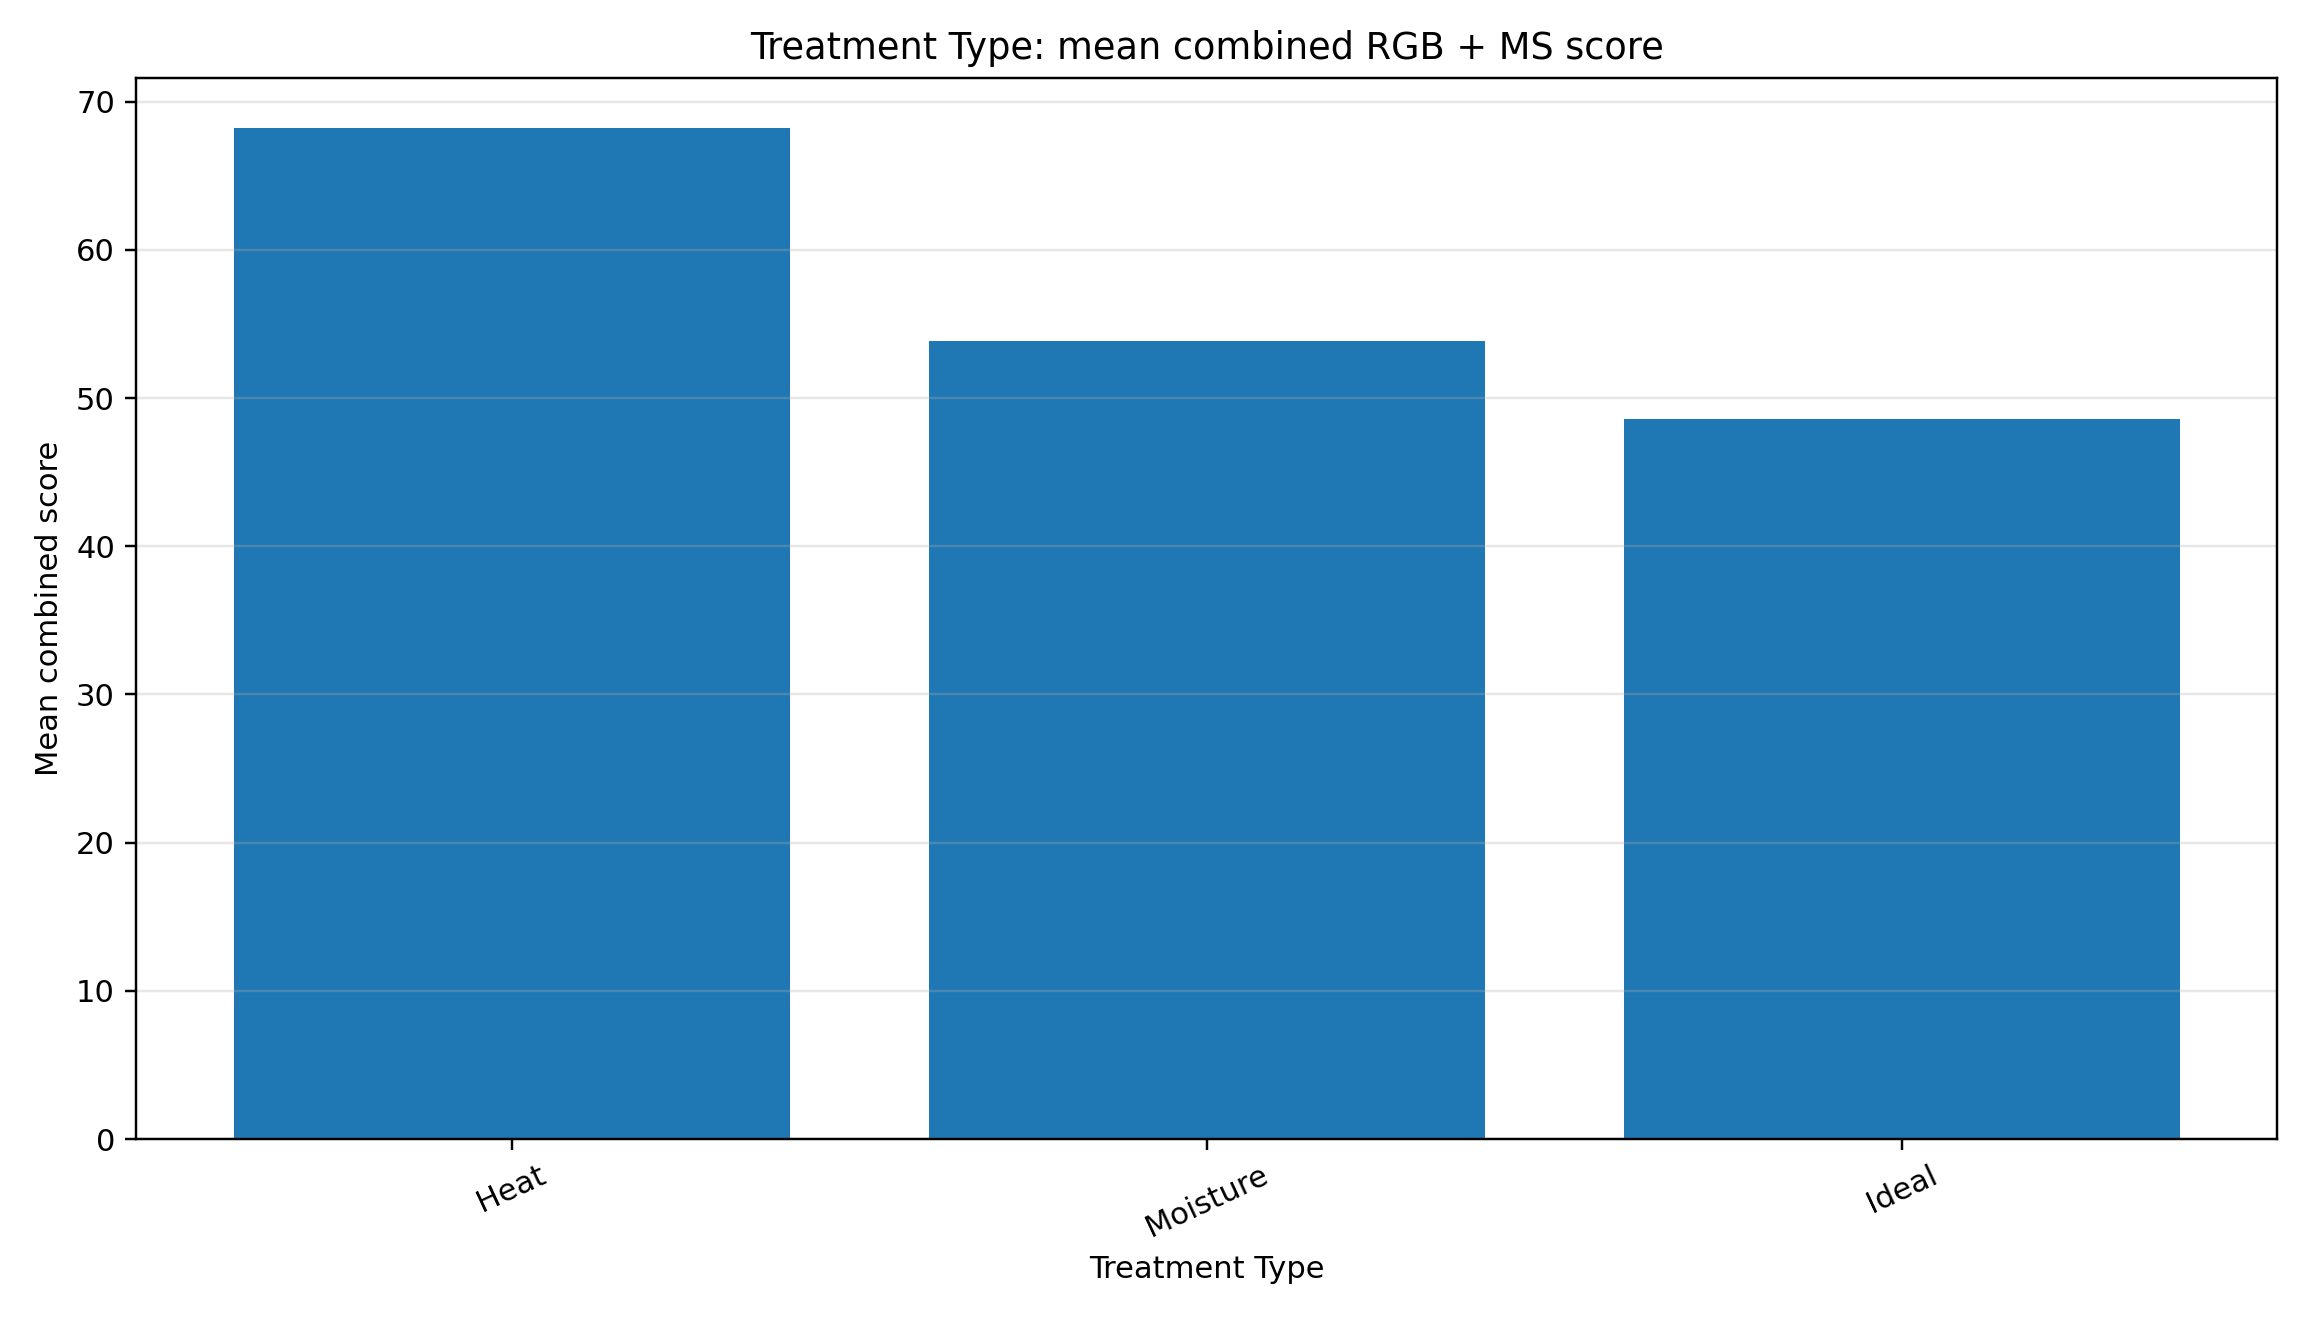 Treatment Type: mean combined RGB + MS score
70
60
50
40
30
20
10
0
Mean combined score
Heat
Moisture
Ideal
Treatment Type